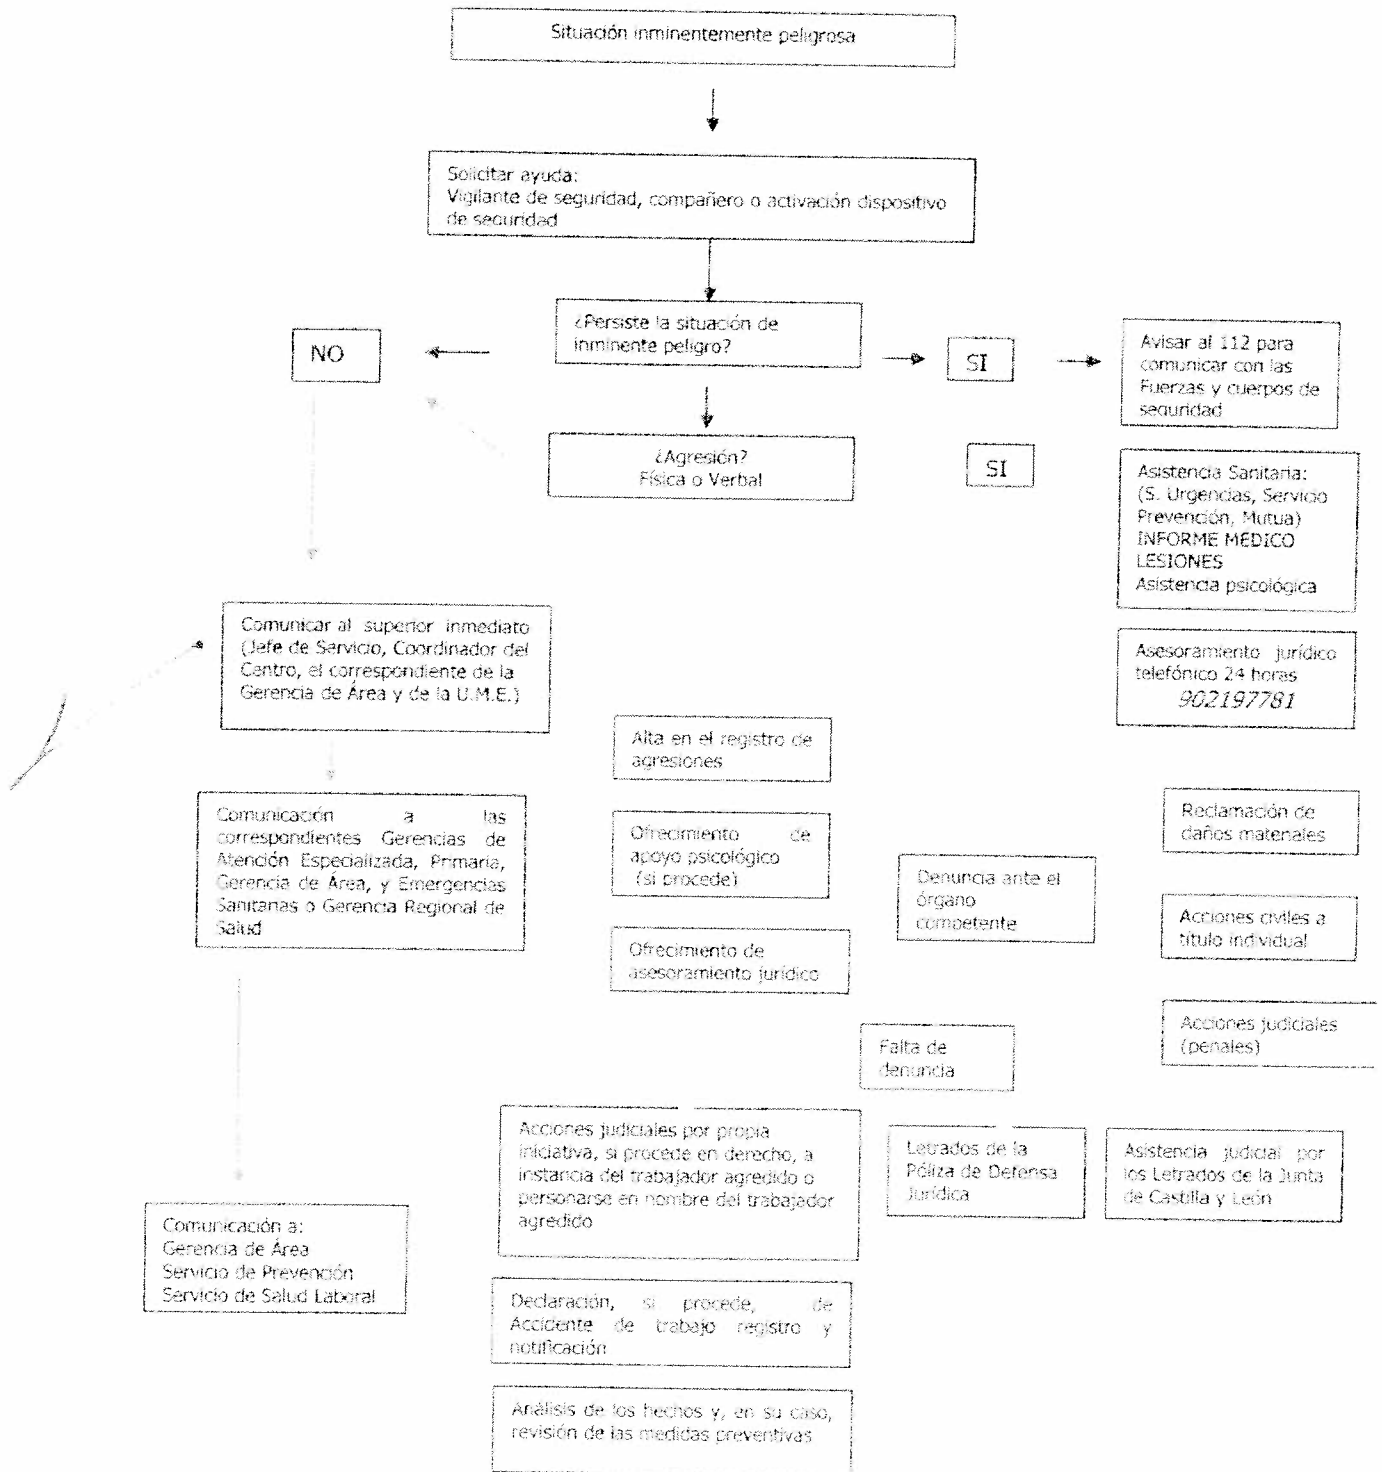 Situación inminentemente peligrosa
Solicitar ayuda:
Vigilante de seguridad, compañero o activación dispositivo
de seguridad
¿Persiste la situación de
inminente peligro?
NO
SI
Avisar al 112 para
comunicar con las
Fuerzas y cuerpos de
seguridad
¿Agresión?
Física o Verbal
SI
Asistencia Sanitaria:
(S. Urgencias, Servicio
Prevención, Mutua)
INFORME MÉDICO
LESIONES
Asistencia psicológica
Comunicar al superior inmediato
(Jefe de Servicio, Coordinador del
Centro, el correspondiente de la
Gerencia de Área y de la U.M.E.)
Asesoramiento jurídico
telefónico 24 horas
902197781
Alta en el registro de
agresiones
Comunicación a las
correspondientes Gerencias de
Atención Especializada, Primaria,
Gerencia de Área, y Emergencias
Sanitarias o Gerencia Regional de
Salud
Ofrecimiento de
apoyo psicológico
(si procede)
Ofrecimiento de
asesoramiento jurídico
Denuncia ante el
órgano
competente
Reclamación de
daños materiales
Acciones civiles a
título individual
Acciones judiciales
(penales)
Falta de
denuncia
Acciones judiciales por propia
iniciativa, si procede en derecho, a
instancia del trabajador agredido o
personarse en nombre del trabajador
agredido
Letrados de la
Póliza de Defensa
Jurídica
Asistencia judicial por
los Letrados de la Junta
de Castilla y León
Comunicación a:
Gerencia de Área
Servicio de Prevención
Servicio de Salud Laboral
Declaración, si procede, de
Accidente de trabajo registro y
notificación
Análisis de los hechos y, en su caso,
revisión de las medidas preventivas